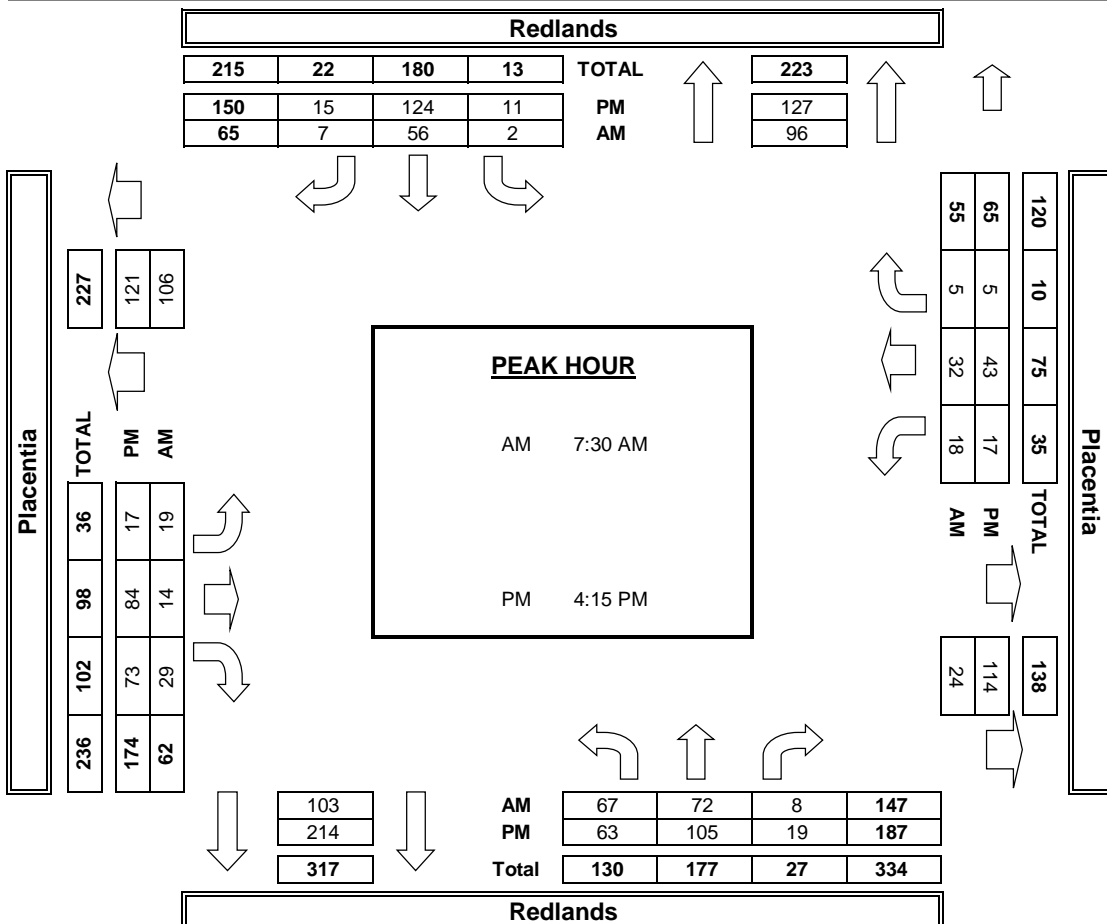 Redlands
215 22 180 13 TOTAL 223
150 15 124 11 PM 127
65 7 56 2 AM 96
Placentia
227
121
106
TOTAL
PM
AM
36 98 102 236
17 84 73 174
19 14 29 62
PEAK HOUR
AM 7:30 AM
PM 4:15 PM
120 10 75 35 TOTAL
65 5 43 17 PM
55 5 32 18 AM
138
114
24
Placentia
103 AM 67 72 8 147
214 PM 63 105 19 187
317 Total 130 177 27 334
Redlands